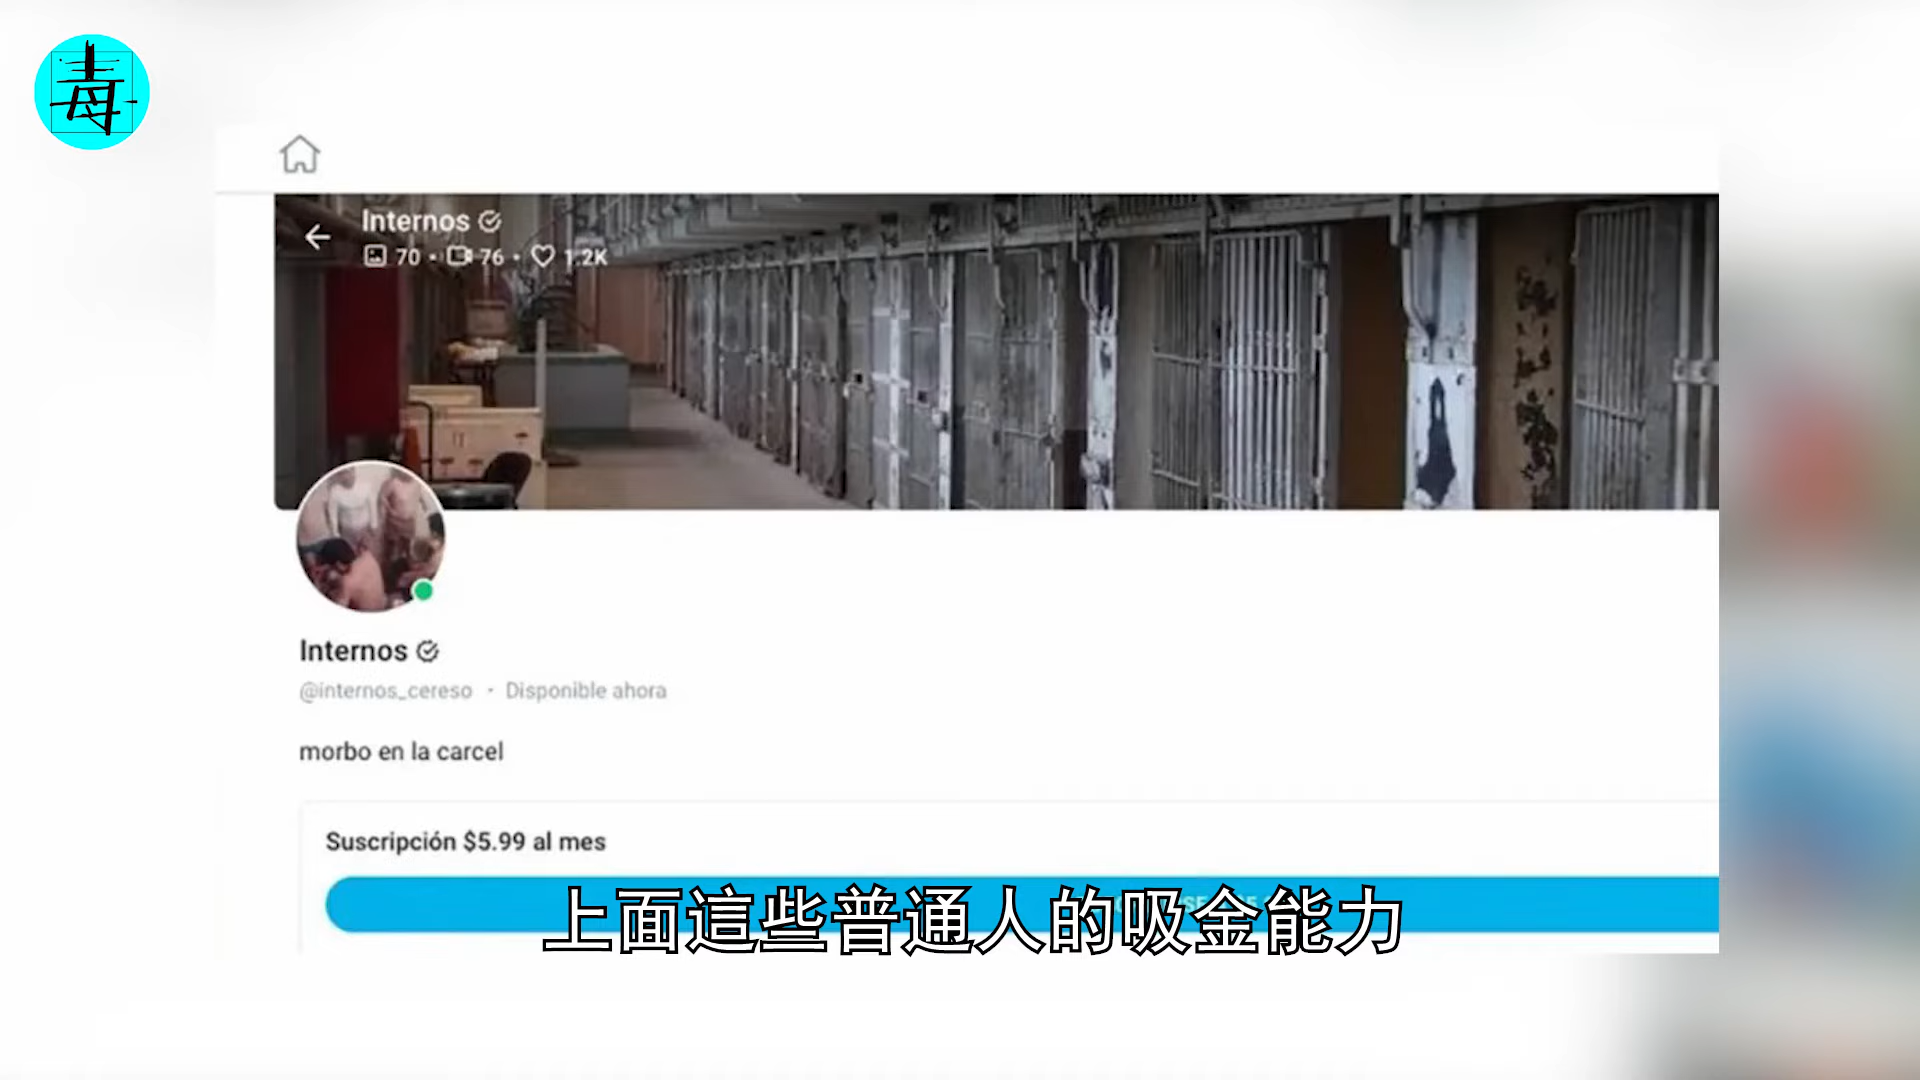 毒
Internos
70 • 76 • 1.2K
Internos
@internos_cereso • Disponible ahora
morbo en la carcel
Suscripción $5.99 al mes
上面這些普通人的吸金能力